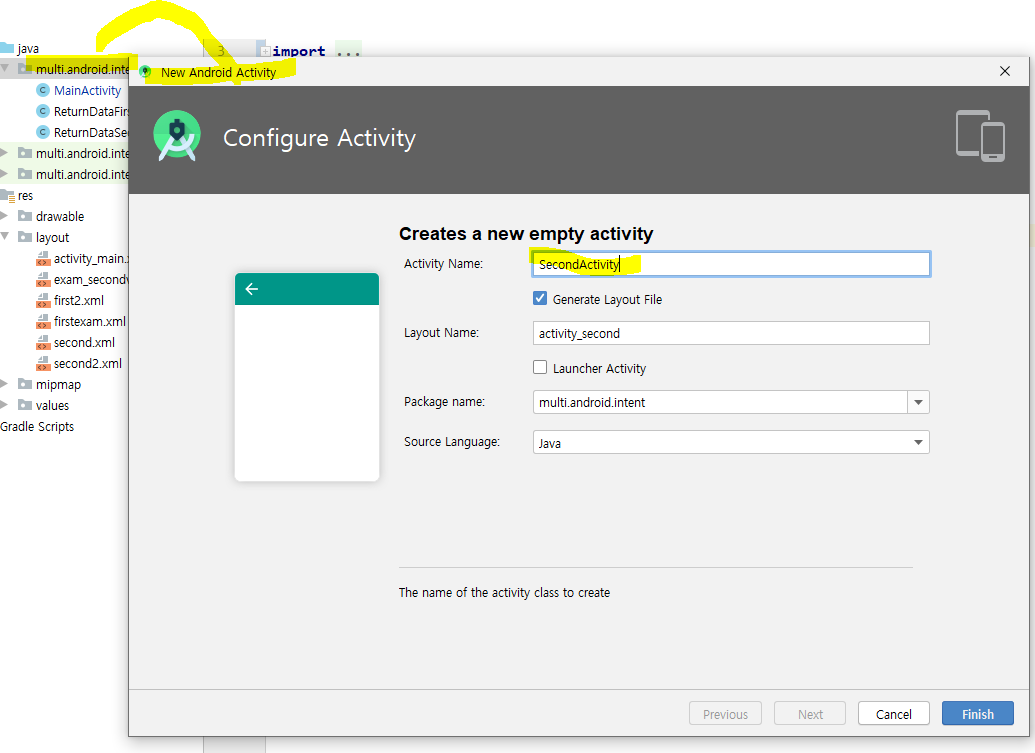 java
3
import ...
multi.android.inte
New Android Activity
MainActivity
ReturnDataFirs
ReturnDataSe
multi.android.inte
multi.android.inte
res
drawable
layout
activity_main.
exam_second
first2.xml
firstexam.xml
second.xml
second2.xml
mipmap
values
Gradle Scripts
Configure Activity
Creates a new empty activity
Activity Name:
SecondActivity
Generate Layout File
Layout Name:
activity_second
Launcher Activity
Package name:
multi.android.intent
Source Language:
Java
The name of the activity class to create
Previous
Next
Cancel
Finish